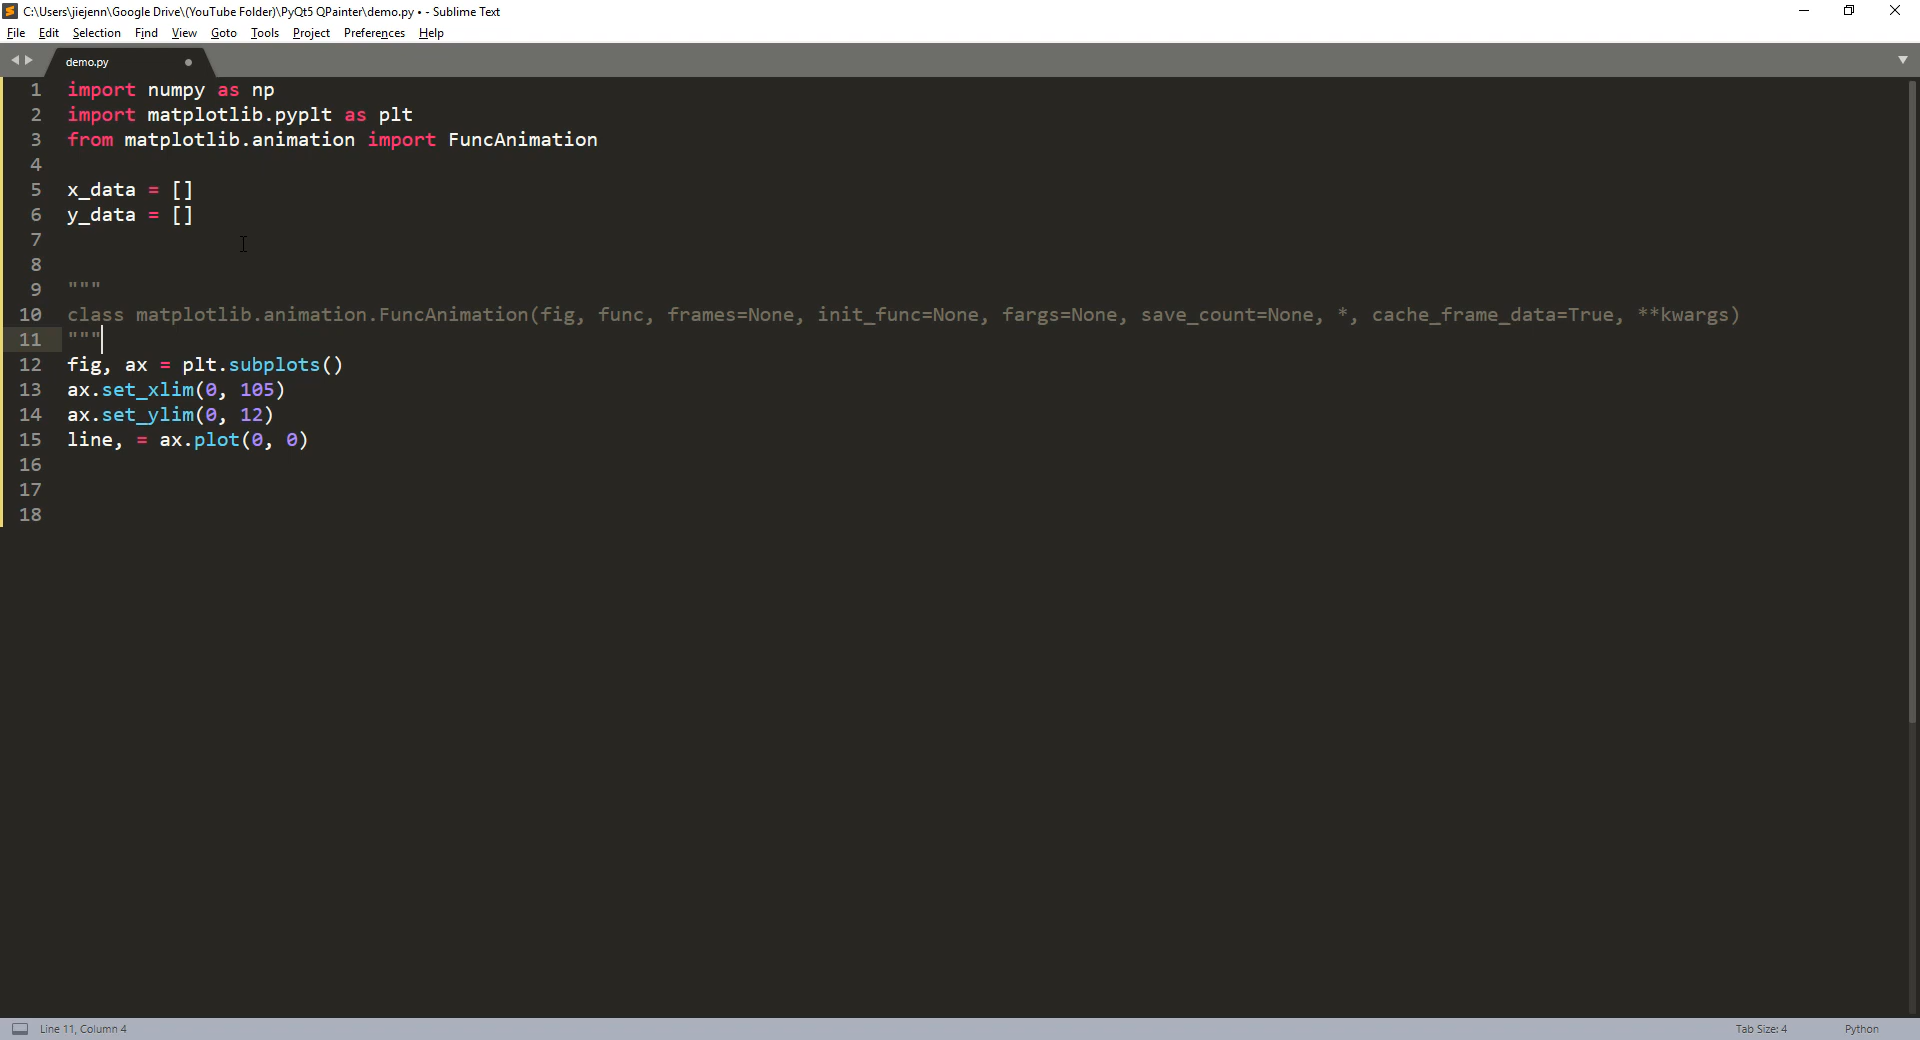 C:\Users\jiejenn\Google Drive\(YouTube Folder)\PyQt5 QPainter\demo.py • - Sublime Text
File Edit Selection Find View Goto Tools Project Preferences Help
demo.py
1 import numpy as np
2 import matplotlib.pyplt as plt
3 from matplotlib.animation import FuncAnimation
4
5 x_data = []
6 y_data = []
7
8
9 """
10 class matplotlib.animation.FuncAnimation(fig, func, frames=None, init_func=None, fargs=None, save_count=None, *, cache_frame_data=True, **kwargs)
11 """
12 fig, ax = plt.subplots()
13 ax.set_xlim(0, 105)
14 ax.set_ylim(0, 12)
15 line, = ax.plot(0, 0)
16
17
18
Line 11, Column 4 Tab Size: 4 Python